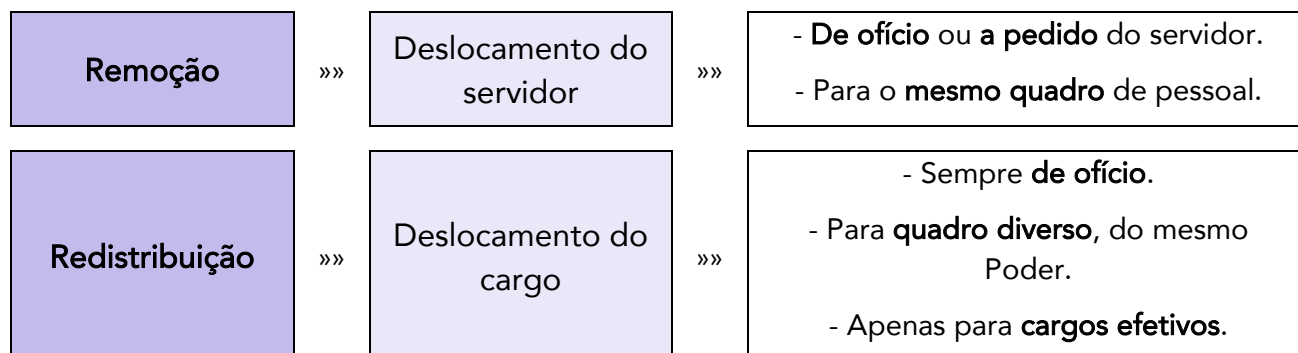 Remoção
»»
Deslocamento do
servidor
»»
- De ofício ou a pedido do servidor.
- Para o mesmo quadro de pessoal.
Redistribuição
»»
Deslocamento do
cargo
»»
- Sempre de ofício.
- Para quadro diverso, do mesmo
Poder.
- Apenas para cargos efetivos.